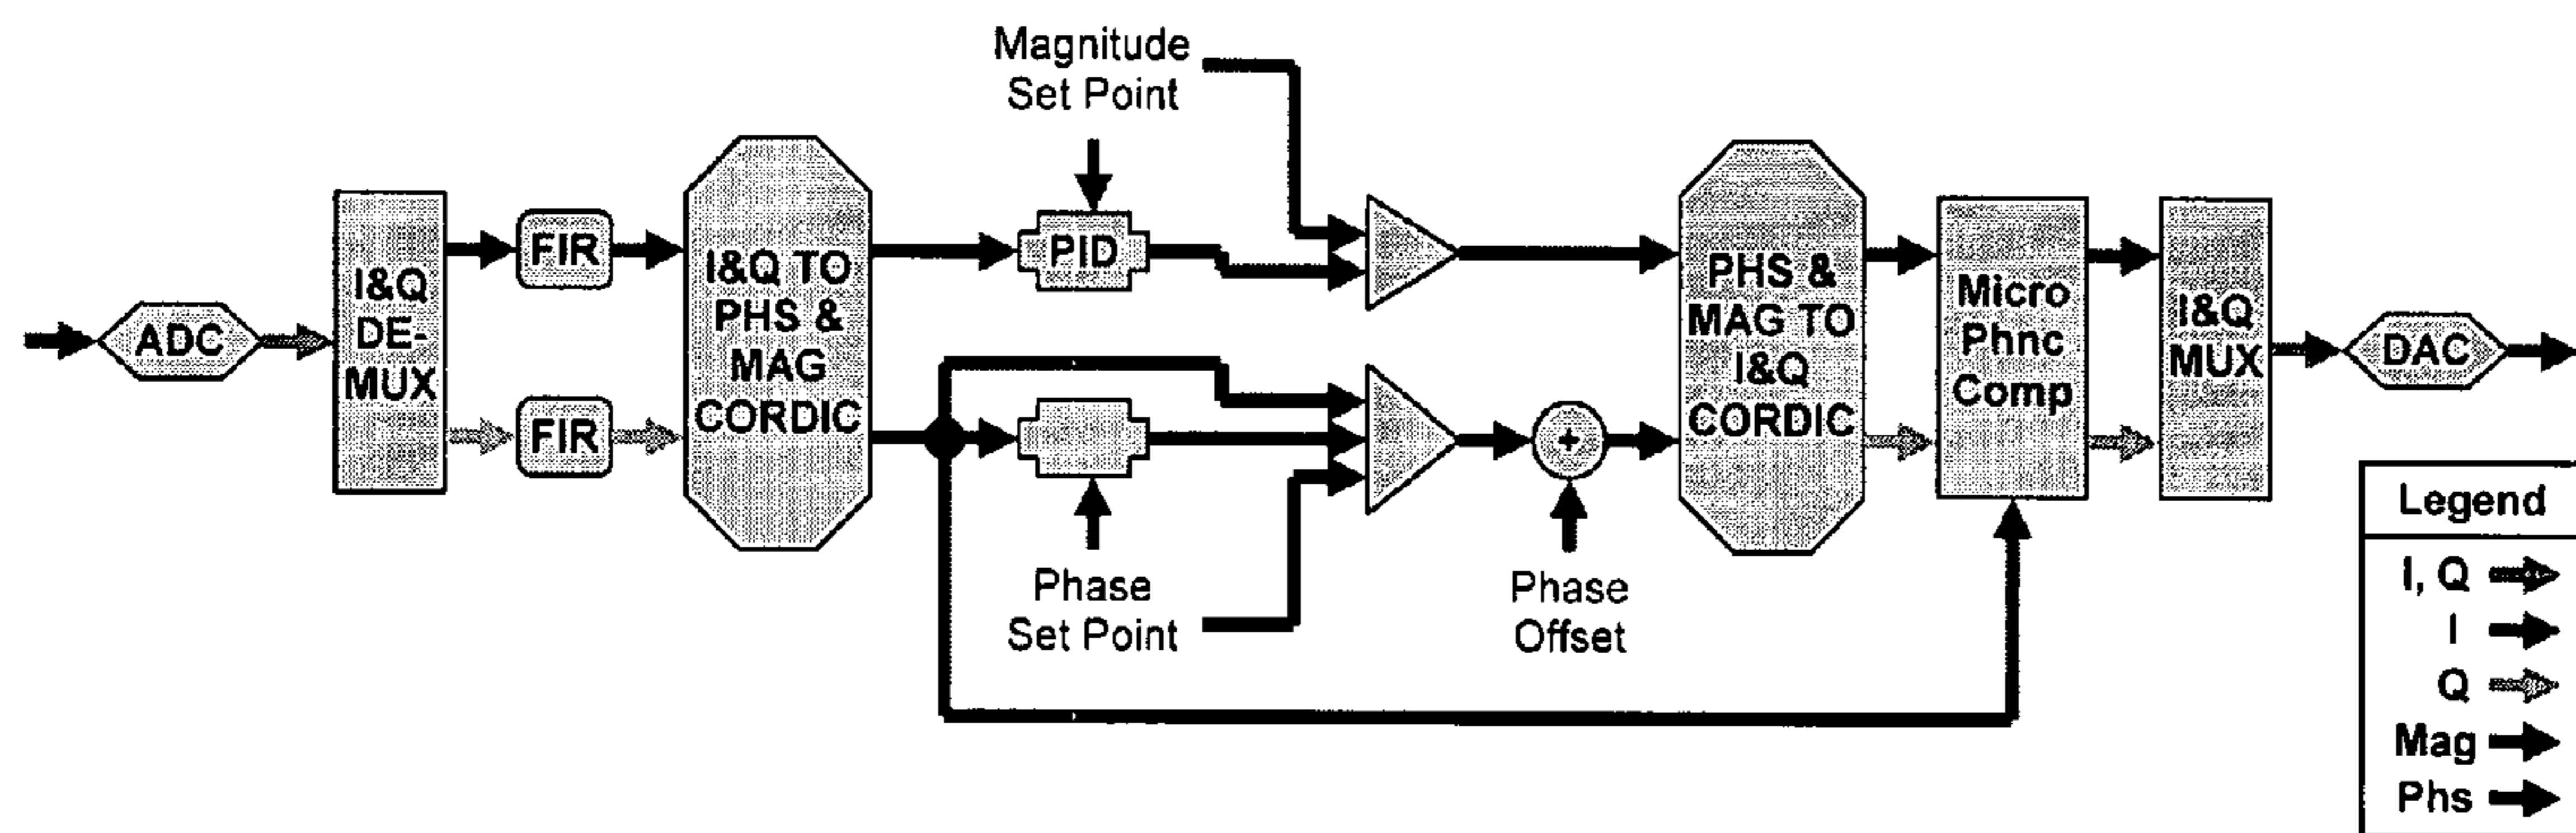 Magnitude
Set Point
ADC
I&Q
DE-
MUX
FIR
FIR
I&Q TO
PHS &
MAG
CORDIC
PID
Phase
Set Point
+
Phase
Offset
PHS &
MAG TO
I&Q
CORDIC
Micro
Phnc
Comp
I&Q
MUX
DAC
Legend
I, Q
I
Q
Mag
Phs